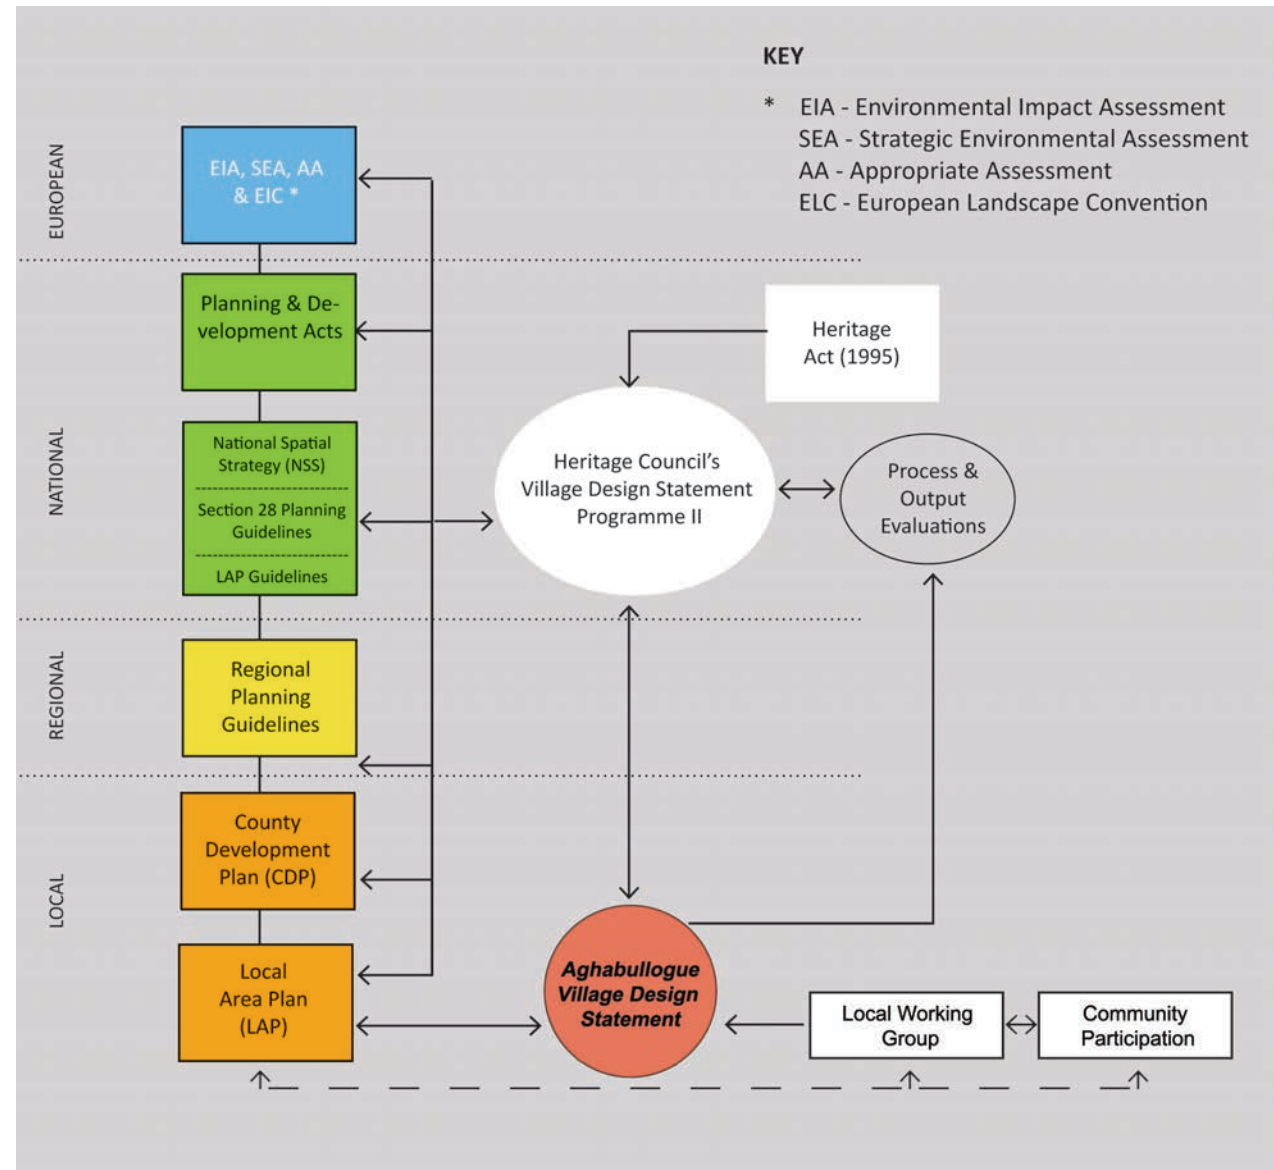 KEY
* EIA - Environmental Impact Assessment
SEA - Strategic Environmental Assessment
AA - Appropriate Assessment
ELC - European Landscape Convention
EUROPEAN
EIA, SEA, AA
& EIC *
NATIONAL
Planning & De-
velopment Acts
National Spatial
Strategy (NSS)
Section 28 Planning
Guidelines
LAP Guidelines
Heritage
Act (1995)
Heritage Council's
Village Design Statement
Programme II
Process &
Output
Evaluations
REGIONAL
Regional
Planning
Guidelines
LOCAL
County
Development
Plan (CDP)
Local
Area Plan
(LAP)
Aghabullogue
Village Design
Statement
Local Working
Group
Community
Participation